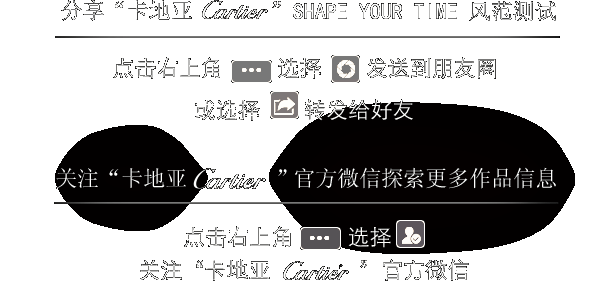 分享“卡地亚 Cartier” SHAPE YOUR TIME 风范测试
点击右上角 选择 发送到朋友圈
或选择 转发给好友
关注“卡地亚 Cartier ”官方微信探索更多作品信息
点击右上角 选择
关注 “卡地亚 Cartier ” 官方微信